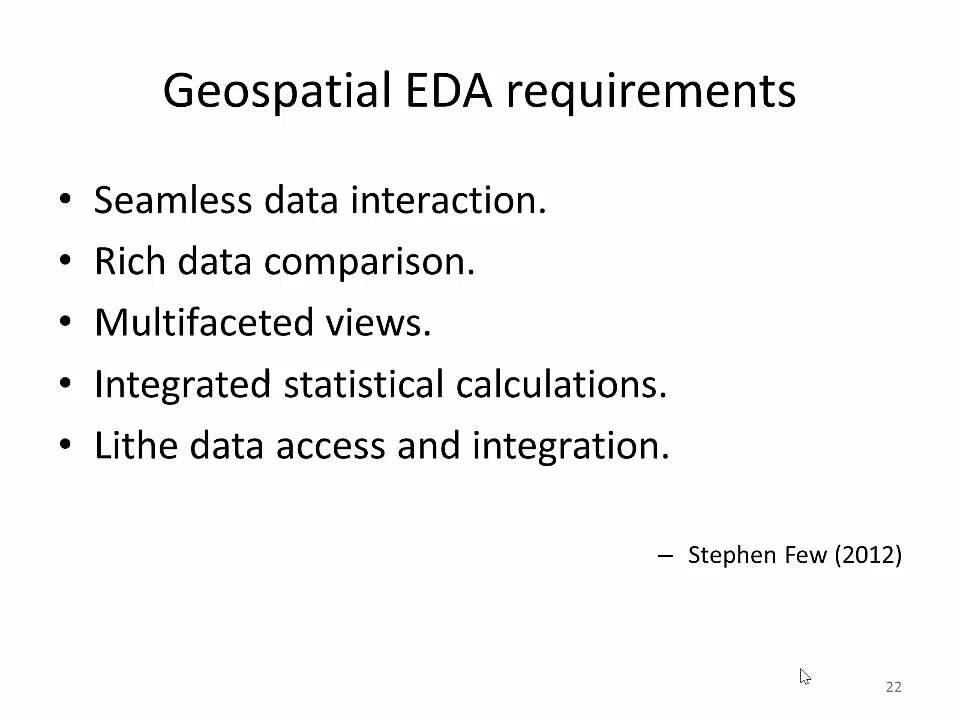 Geospatial EDA requirements
• Seamless data interaction.
• Rich data comparison.
• Multifaceted views.
• Integrated statistical calculations.
• Lithe data access and integration.
– Stephen Few (2012)
22